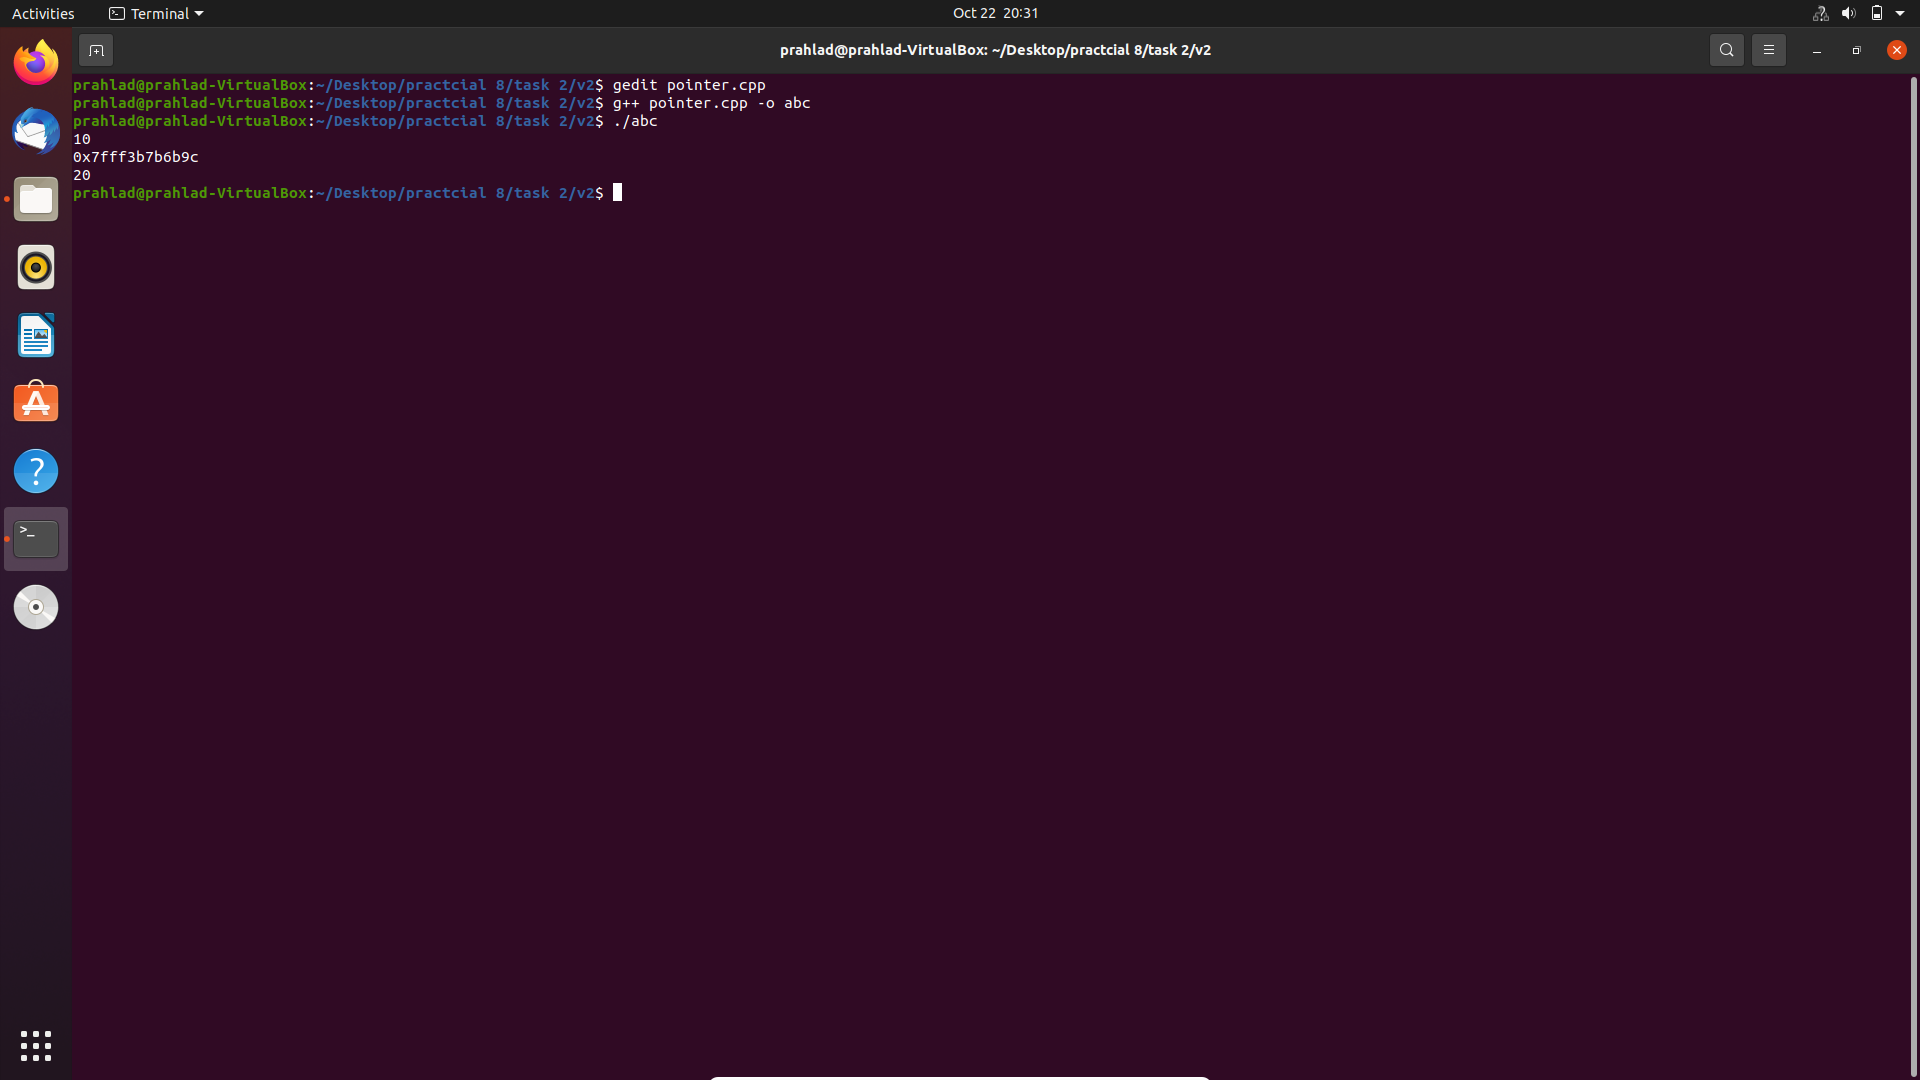 Activities
Terminal
Oct 22 20:31
prahlad@prahlad-VirtualBox: ~/Desktop/practcial 8/task 2/v2
prahlad@prahlad-VirtualBox:~/Desktop/practcial 8/task 2/v2$ gedit pointer.cpp
prahlad@prahlad-VirtualBox:~/Desktop/practcial 8/task 2/v2$ g++ pointer.cpp -o abc
prahlad@prahlad-VirtualBox:~/Desktop/practcial 8/task 2/v2$ ./abc
10
0x7fff3b7b6b9c
20
prahlad@prahlad-VirtualBox:~/Desktop/practcial 8/task 2/v2$